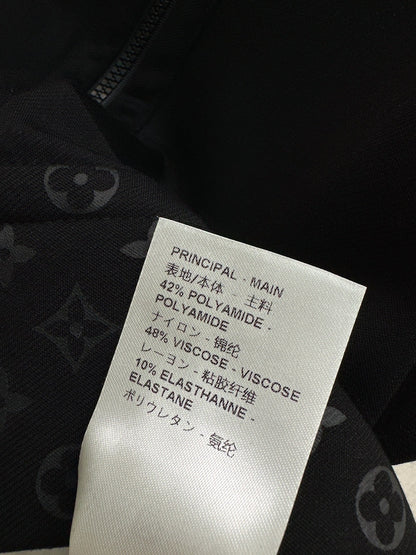 PRINCIPAL - MAIN
表地/本体 - 主料
42% POLYAMIDE -
POLYAMIDE
ナイロン - 锦纶
48% VISCOSE - VISCOSE
レーヨン - 粘胶纤维
10% ELASTHANNE -
ELASTANE
ポリウレタン - 氨纶